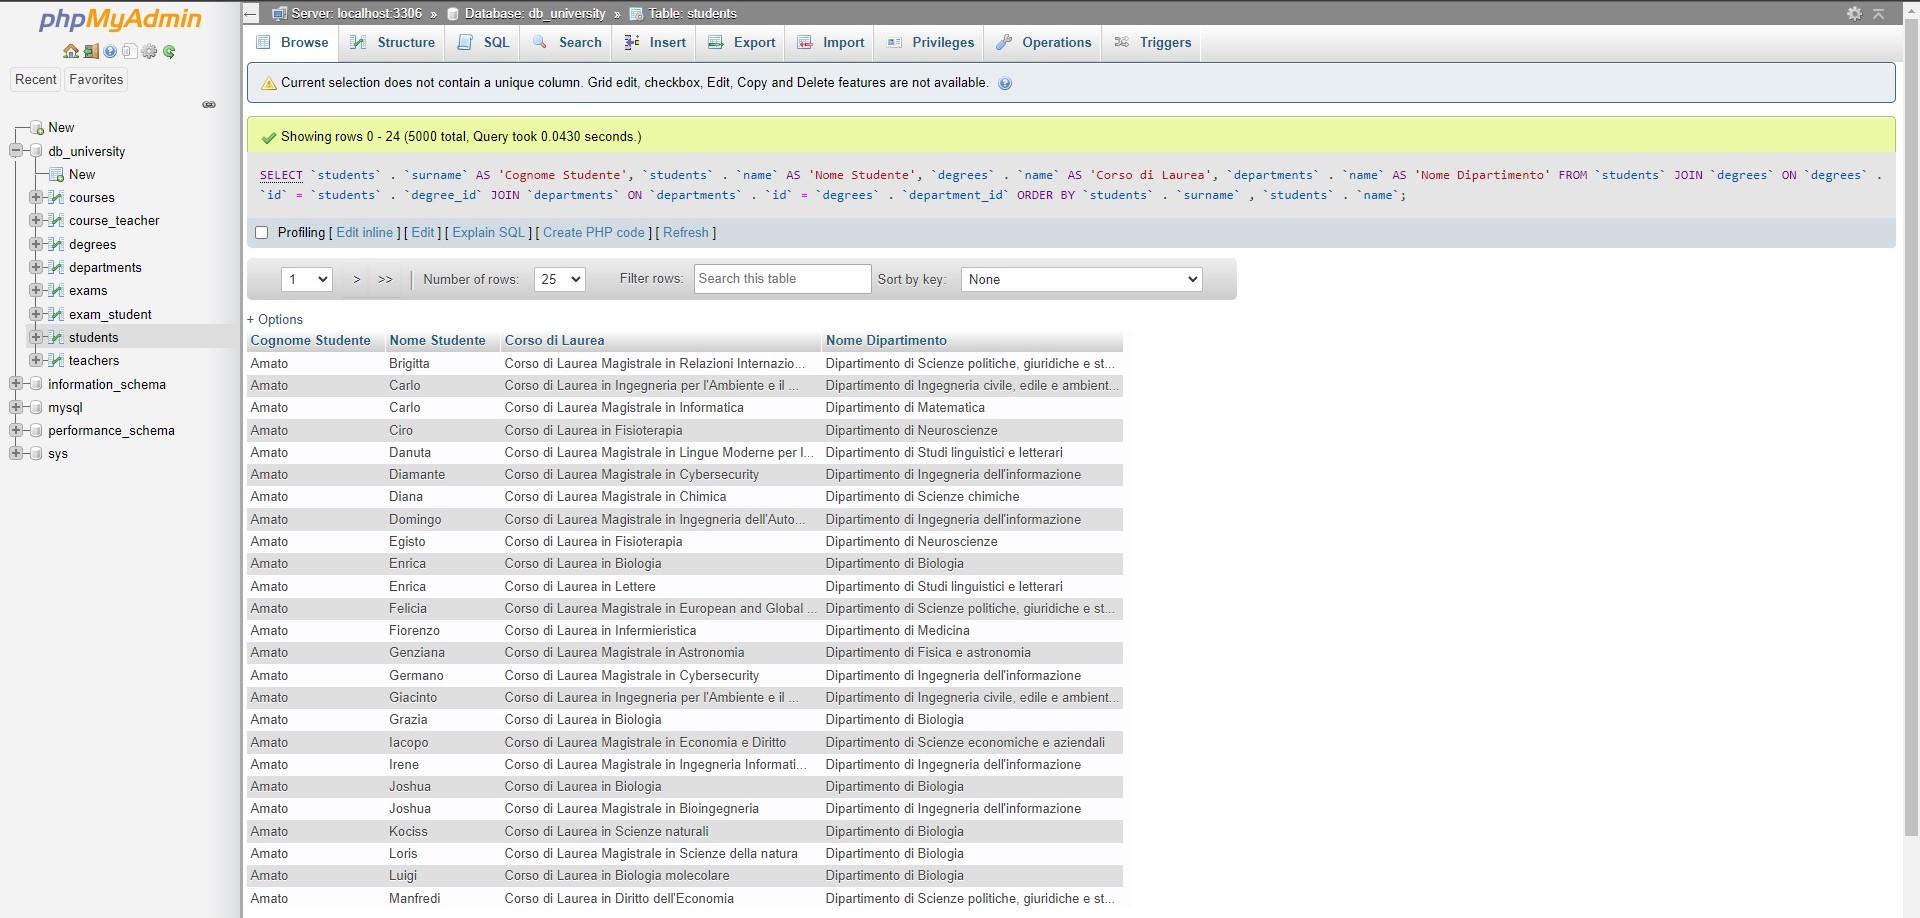 phpMyAdmin
Recent Favorites
New
db_university
New
courses
course_teacher
degrees
departments
exams
exam_student
students
teachers
information_schema
mysql
performance_schema
sys
Server: localhost:3306 » Database: db_university » Table: students
Browse Structure SQL Search Insert Export Import Privileges Operations Triggers
Current selection does not contain a unique column. Grid edit, checkbox, Edit, Copy and Delete features are not available.
Showing rows 0 - 24 (5000 total, Query took 0.0430 seconds.)
SELECT `students` . `surname` AS 'Cognome Studente', `students` . `name` AS 'Nome Studente', `degrees` . `name` AS 'Corso di Laurea', `departments` . `name` AS 'Nome Dipartimento' FROM `students` JOIN `degrees` ON `degrees` .
`id` = `students` . `degree_id` JOIN `departments` ON `departments` . `id` = `degrees` . `department_id` ORDER BY `students` . `surname` , `students` . `name`;
Profiling [ Edit inline ] [ Edit ] [ Explain SQL ] [ Create PHP code ] [ Refresh ]
1 > >> | Number of rows: 25 Filter rows: Search this table Sort by key: None
+ Options
Cognome Studente Nome Studente Corso di Laurea Nome Dipartimento
Amato Brigitta Corso di Laurea Magistrale in Relazioni Internazio... Dipartimento di Scienze politiche, giuridiche e st...
Amato Carlo Corso di Laurea in Ingegneria per l'Ambiente e il ... Dipartimento di Ingegneria civile, edile e ambient...
Amato Carlo Corso di Laurea Magistrale in Informatica Dipartimento di Matematica
Amato Ciro Corso di Laurea in Fisioterapia Dipartimento di Neuroscienze
Amato Danuta Corso di Laurea Magistrale in Lingue Moderne per l... Dipartimento di Studi linguistici e letterari
Amato Diamante Corso di Laurea Magistrale in Cybersecurity Dipartimento di Ingegneria dell'informazione
Amato Diana Corso di Laurea Magistrale in Chimica Dipartimento di Scienze chimiche
Amato Domingo Corso di Laurea Magistrale in Ingegneria dell'Auto... Dipartimento di Ingegneria dell'informazione
Amato Egisto Corso di Laurea in Fisioterapia Dipartimento di Neuroscienze
Amato Enrica Corso di Laurea in Biologia Dipartimento di Biologia
Amato Enrica Corso di Laurea in Lettere Dipartimento di Studi linguistici e letterari
Amato Felicia Corso di Laurea Magistrale in European and Global ... Dipartimento di Scienze politiche, giuridiche e st...
Amato Fiorenzo Corso di Laurea in Infermieristica Dipartimento di Medicina
Amato Genziana Corso di Laurea Magistrale in Astronomia Dipartimento di Fisica e astronomia
Amato Germano Corso di Laurea Magistrale in Cybersecurity Dipartimento di Ingegneria dell'informazione
Amato Giacinto Corso di Laurea in Ingegneria per l'Ambiente e il ... Dipartimento di Ingegneria civile, edile e ambient...
Amato Grazia Corso di Laurea in Biologia Dipartimento di Biologia
Amato Iacopo Corso di Laurea Magistrale in Economia e Diritto Dipartimento di Scienze economiche e aziendali
Amato Irene Corso di Laurea Magistrale in Ingegneria Informati... Dipartimento di Ingegneria dell'informazione
Amato Joshua Corso di Laurea in Biologia Dipartimento di Biologia
Amato Joshua Corso di Laurea Magistrale in Bioingegneria Dipartimento di Ingegneria dell'informazione
Amato Kociss Corso di Laurea in Scienze naturali Dipartimento di Biologia
Amato Loris Corso di Laurea Magistrale in Scienze della natura Dipartimento di Biologia
Amato Luigi Corso di Laurea in Biologia molecolare Dipartimento di Biologia
Amato Manfredi Corso di Laurea in Diritto dell'Economia Dipartimento di Scienze politiche, giuridiche e st...